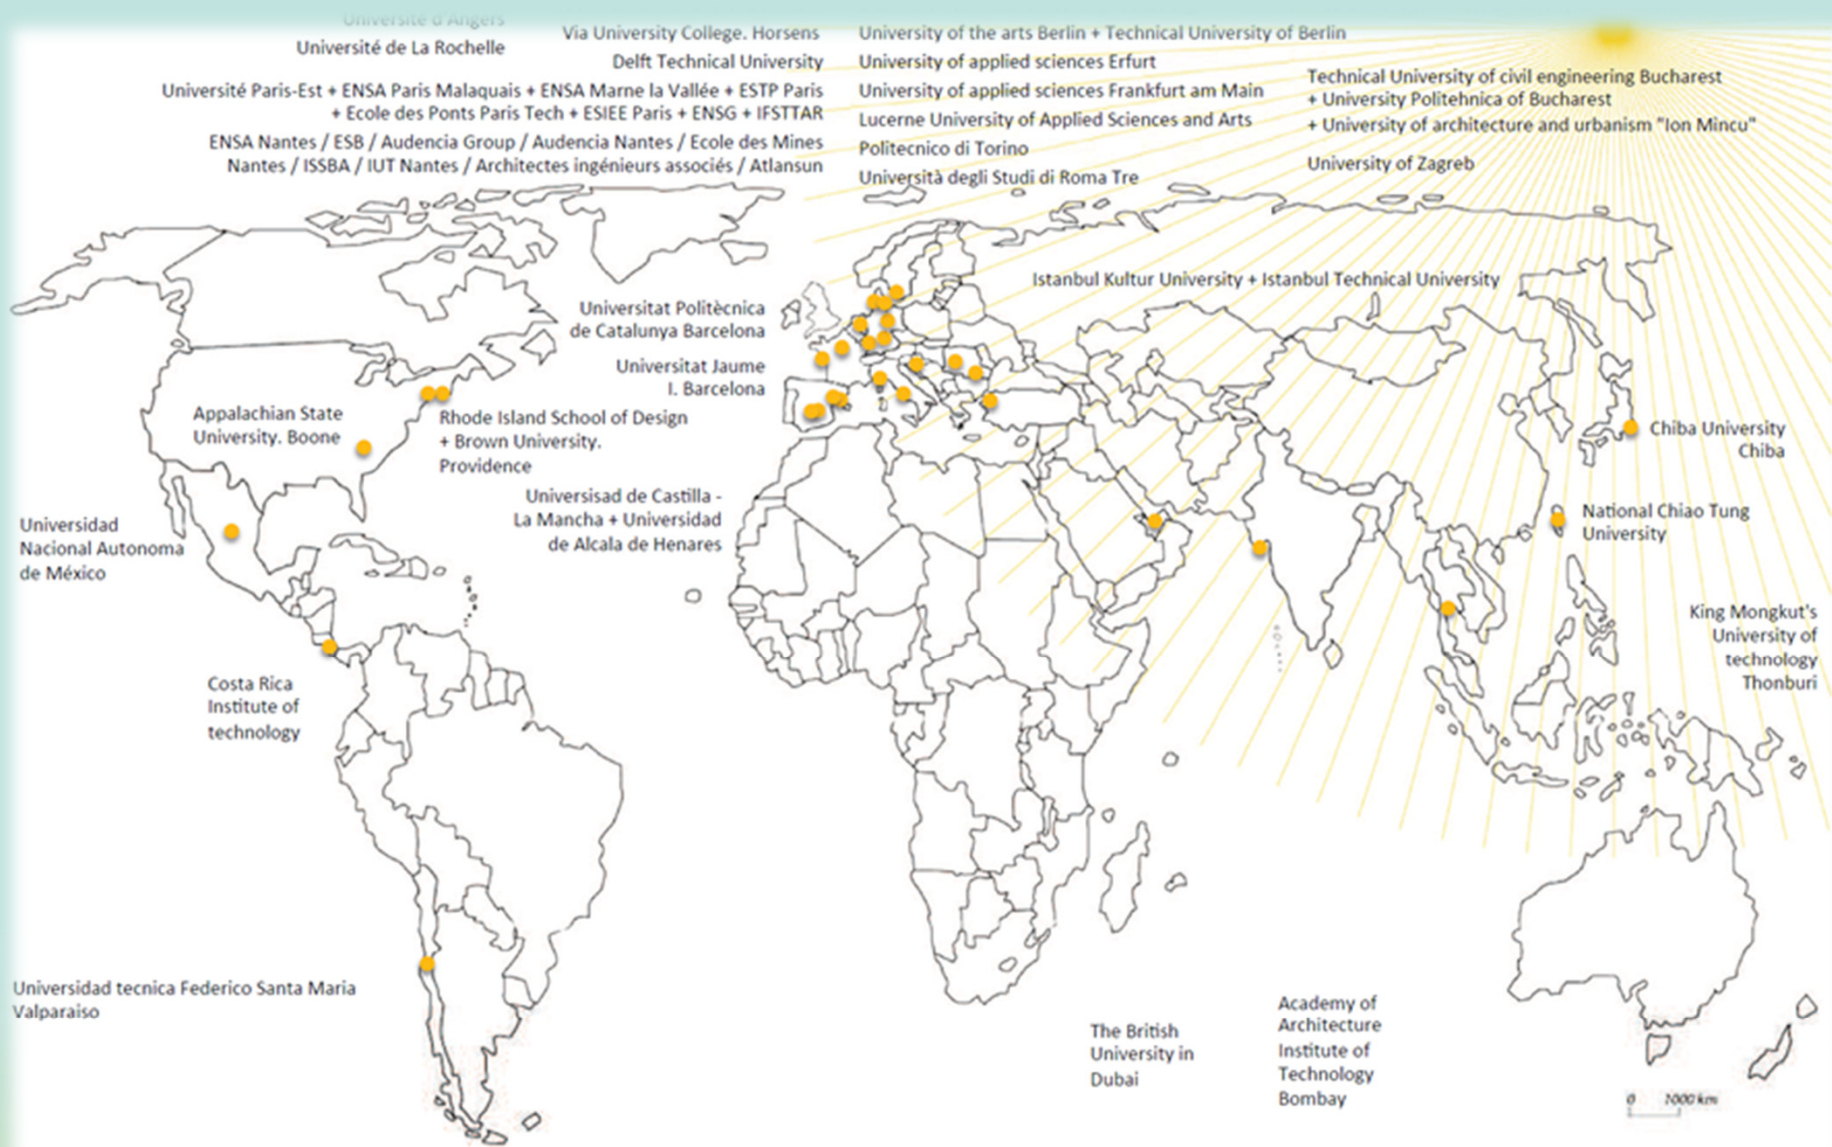 Université d'Angers
Université de La Rochelle
Université Paris-Est + ENSA Paris Malaquais + ENSA Marne la Vallée + ESTP Paris
+ Ecole des Ponts Paris Tech + ESIEE Paris + ENSG + IFSTTAR
ENSA Nantes / ESB / Audencia Group / Audencia Nantes / Ecole des Mines
Nantes / ISSBA / IUT Nantes / Architectes ingénieurs associés / Atlansun
Via University College. Horsens
Delft Technical University
University of the arts Berlin + Technical University of Berlin
University of applied sciences Erfurt
University of applied sciences Frankfurt am Main
Lucerne University of Applied Sciences and Arts
Politecnico di Torino
Università degli Studi di Roma Tre
Technical University of civil engineering Bucharest
+ University Politehnica of Bucharest
+ University of architecture and urbanism "Ion Mincu"
University of Zagreb
Istanbul Kultur University + Istanbul Technical University
Universitat Politècnica
de Catalunya Barcelona
Universitat Jaume
I. Barcelona
Appalachian State
University. Boone
Rhode Island School of Design
+ Brown University.
Providence
Universisad de Castilla -
La Mancha + Universidad
de Alcala de Henares
Universidad
Nacional Autonoma
de México
Chiba University
Chiba
National Chiao Tung
University
King Mongkut's
University of
technology
Thonburi
Costa Rica
Institute of
technology
Universidad tecnica Federico Santa Maria
Valparaiso
The British
University in
Dubai
Academy of
Architecture
Institute of
Technology
Bombay
0 1000 km